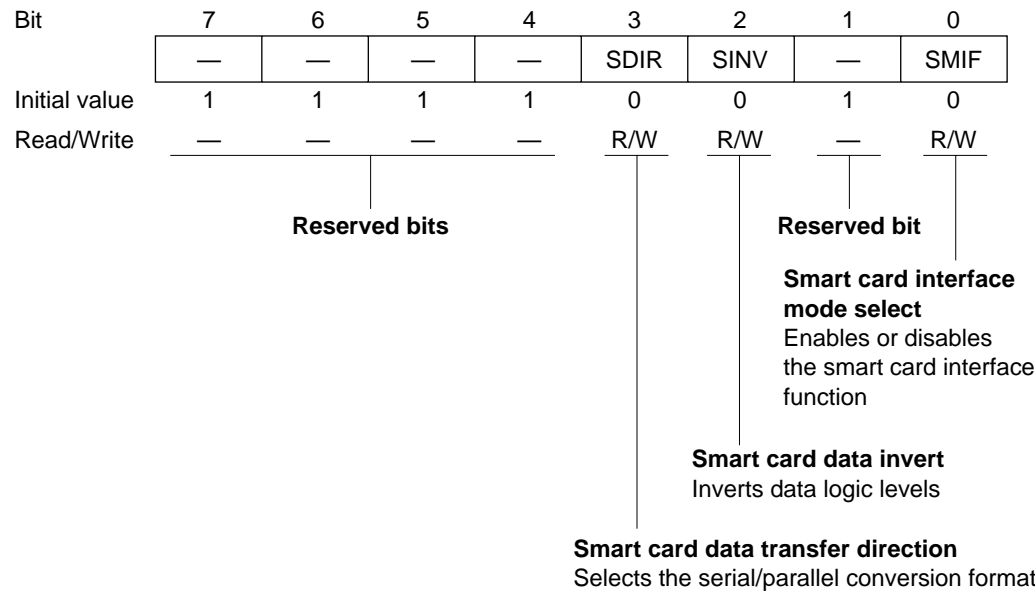 Bit 7 6 5 4 3 2 1 0
— — — — SDIR SINV — SMIF
Initial value 1 1 1 1 0 0 1 0
Read/Write — — — — R/W R/W — R/W
Reserved bits
Reserved bit
Smart card interface
mode select
Enables or disables
the smart card interface
function
Smart card data invert
Inverts data logic levels
Smart card data transfer direction
Selects the serial/parallel conversion format